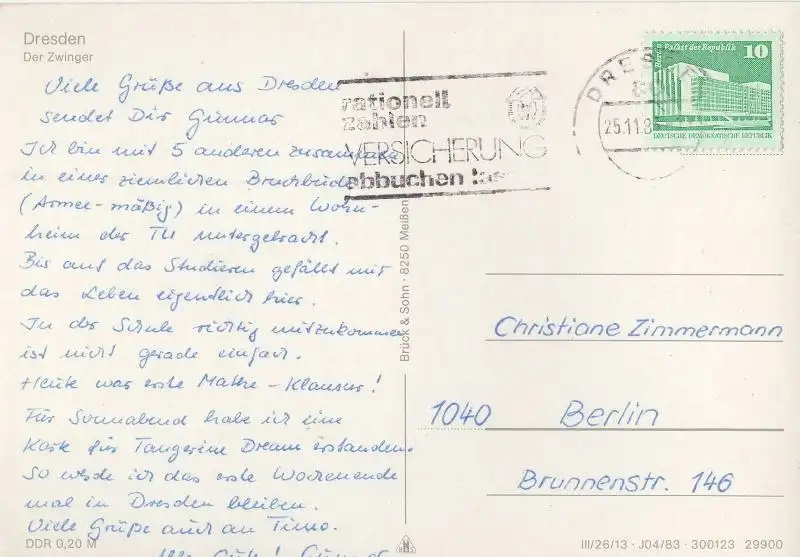 Dresden
Der Zwinger
Viele Grüße aus Dresden
sendet Dir Gunnar
Ich bin mit 5 anderen zusammen
in einer ziemlichen Bruchbude
(Armee-mäßig) in einem Wohn-
heim der TU untergebracht.
Bis auf das Studieren gefällt mir
das Leben eigentlich hier.
In der Schule richtig mitzukommen
ist nicht gerade einfach.
Heute war erste Mathe-Klausur!
Für Sonnabend habe ich eine
Karte für Tangerine Dream erstanden.
So werde ich das erste Wochenende
mal in Dresden bleiben.
Viele Grüße auch an Timo.
Alles Gute!
DDR 0,20 M
Brück & Sohn · 8250 Meißen
rationell
zahlen
VERSICHERUNG
abbuchen
DRESDEN
25.11.8
Berlin Palast der Republik 10
DEUTSCHE DEMOKRATISCHE REPUBLIK
Christiane Zimmermann
1040 Berlin
Brunnenstr. 146
III/26/13 · J04/83 · 300123 29900